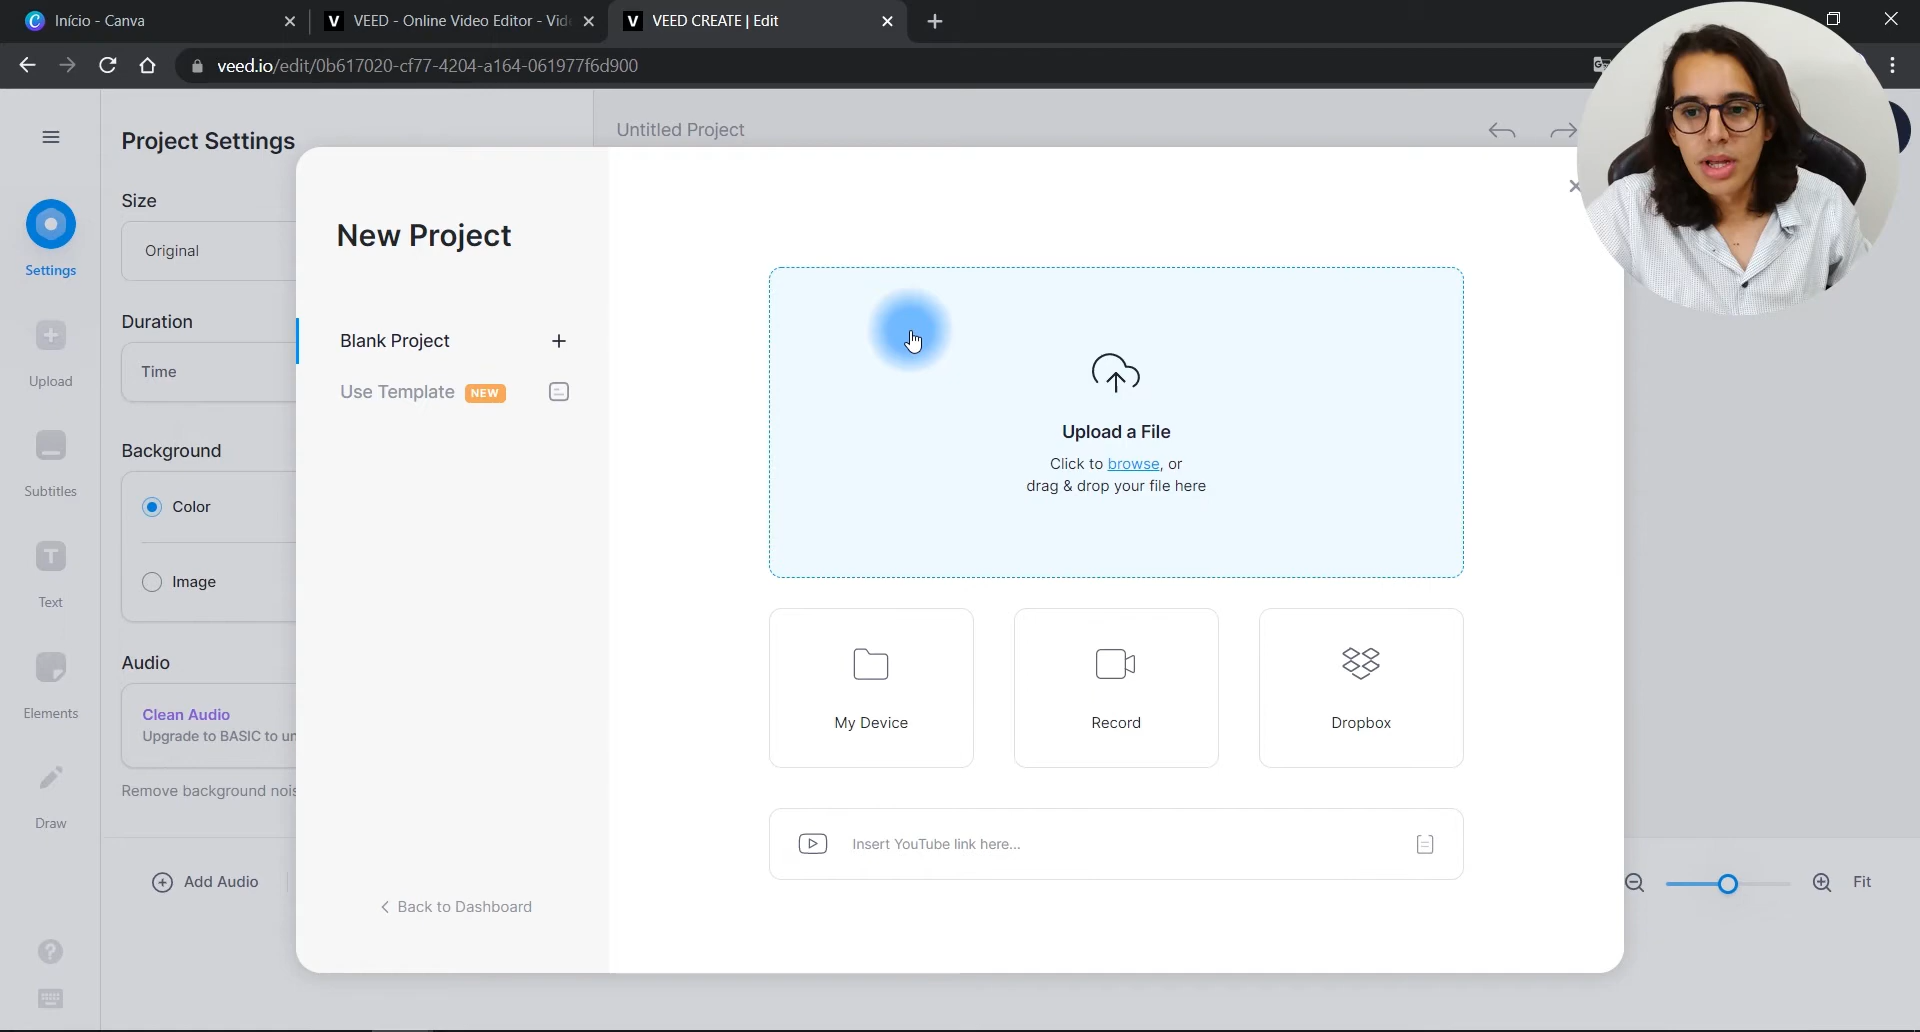 Início - Canva
VEED - Online Video Editor - Vide
VEED CREATE | Edit
veed.io/edit/0b617020-cf77-4204-a164-061977f6d900
Project Settings
Untitled Project
Size
Original
Settings
Duration
Time
Upload
Background
Color
Subtitles
Image
Text
Audio
Clean Audio
Upgrade to BASIC to un
Elements
Remove background nois
Draw
Add Audio
Fit
New Project
Blank Project
Use Template NEW
Back to Dashboard
Upload a File
Click to browse, or
drag & drop your file here
My Device
Record
Dropbox
Insert YouTube link here...